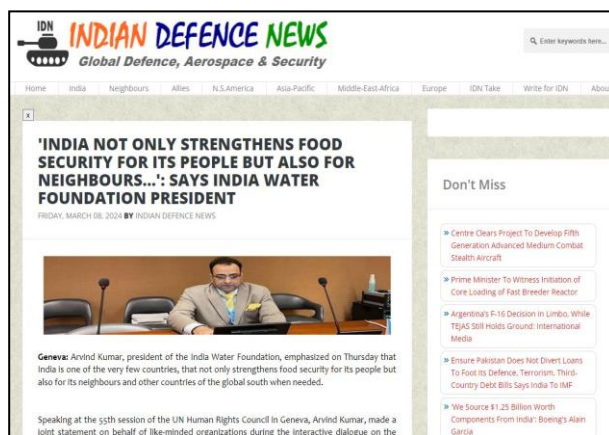 IDN
INDIAN DEFENCE NEWS
Global Defence, Aerospace & Security
Enter keywords here...
Home India Neighbours Allies N.S.America Asia-Pacific Middle-East-Africa Europe IDN Take Write for IDN Abou
x
'INDIA NOT ONLY STRENGTHENS FOOD
SECURITY FOR ITS PEOPLE BUT ALSO FOR
NEIGHBOURS...': SAYS INDIA WATER
FOUNDATION PRESIDENT
FRIDAY, MARCH 08, 2024 BY INDIAN DEFENCE NEWS
Geneva: Arvind Kumar, president of the India Water Foundation, emphasized on Thursday that
India is one of the very few countries, that not only strengthens food security for its people but
also for its neighbours and other countries of the global south when needed.
Speaking at the 55th session of the UN Human Rights Council in Geneva, Arvind Kumar, made a
joint statement on behalf of like-minded organizations during the interactive dialogue on the
Don't Miss
» Centre Clears Project To Develop Fifth
Generation Advanced Medium Combat
Stealth Aircraft
» Prime Minister To Witness Initiation of
Core Loading of Fast Breeder Reactor
» Argentina's F-16 Decision In Limbo, While
TEJAS Still Holds Ground: International
Media
» Ensure Pakistan Does Not Divert Loans
To Foot Its Defence, Terrorism, Third-
Country Debt Bills Says India To IMF
» 'We Source $1.25 Billion Worth
Components From India': Boeing's Alain
Garcia